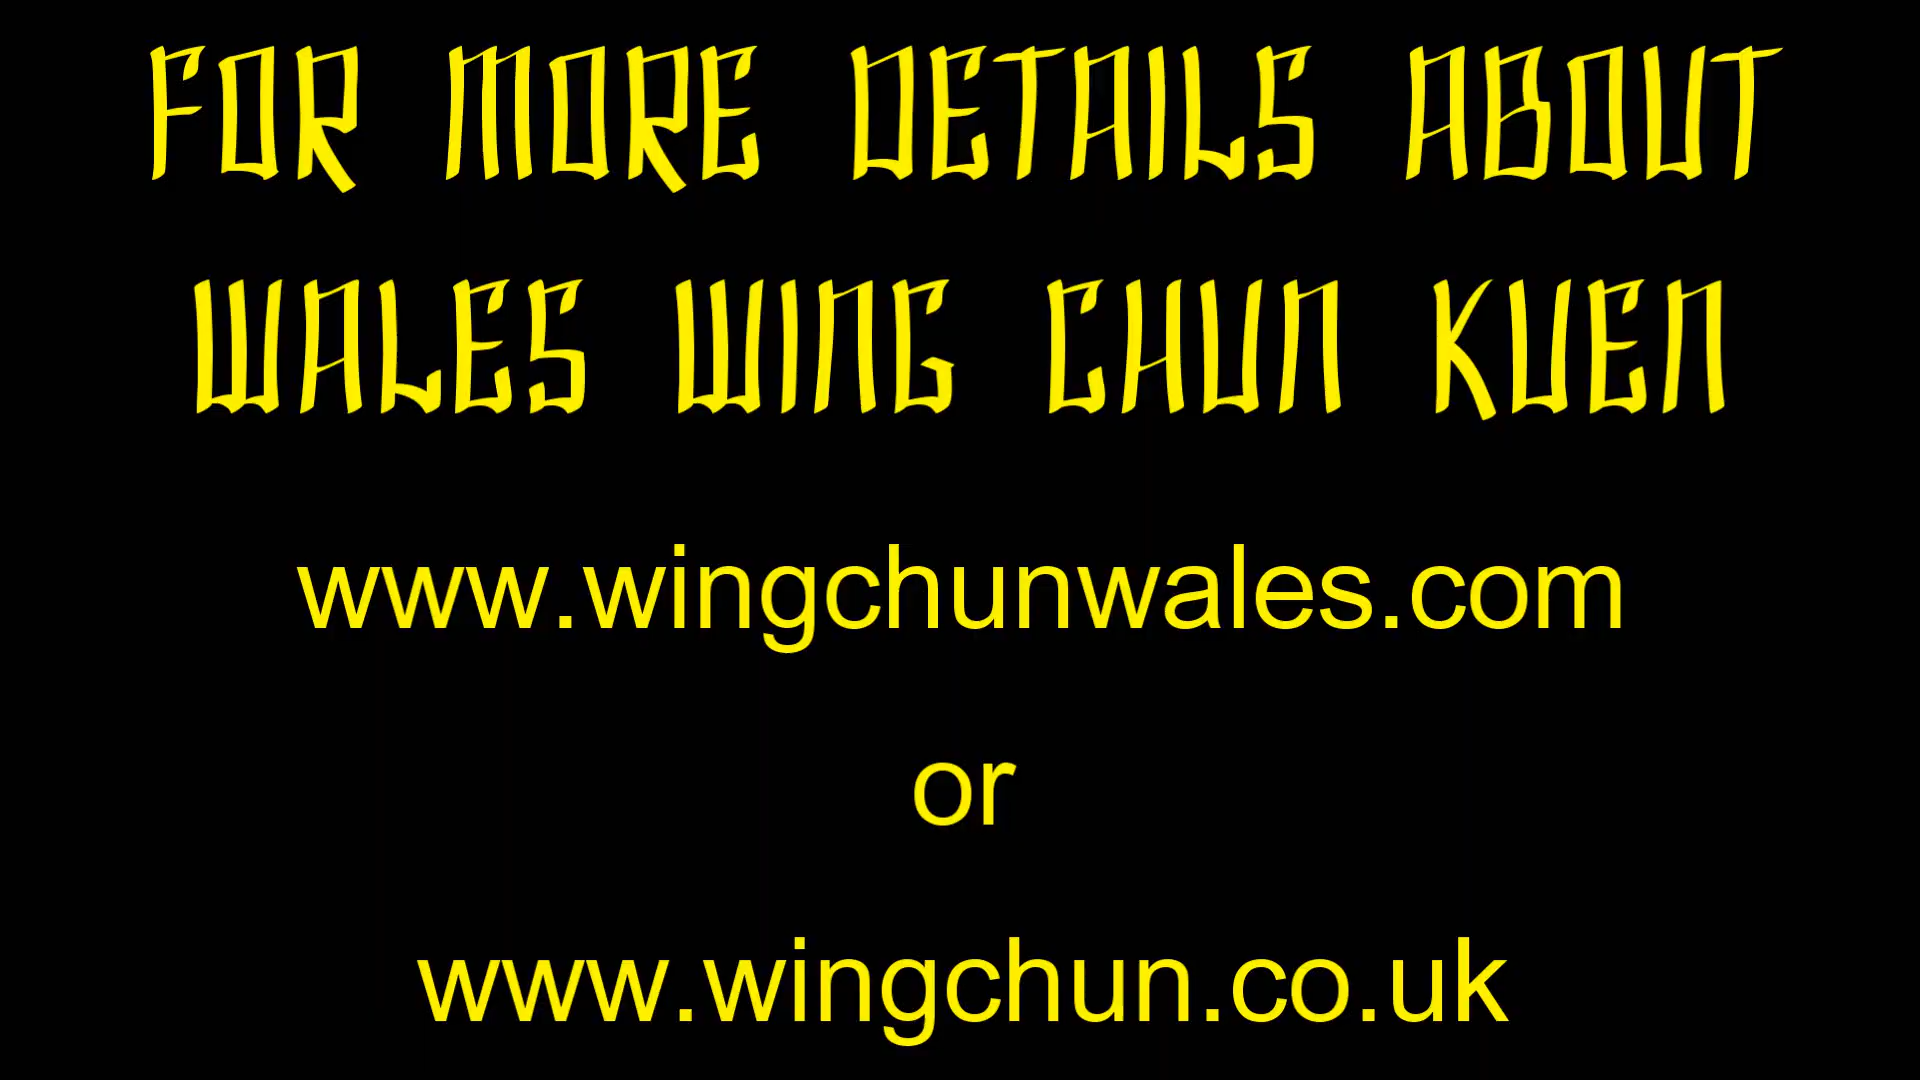 FOR MORE DETAILS ABOUT
WALES WING CHUN KUEN
www.wingchunwales.com
or
www.wingchun.co.uk